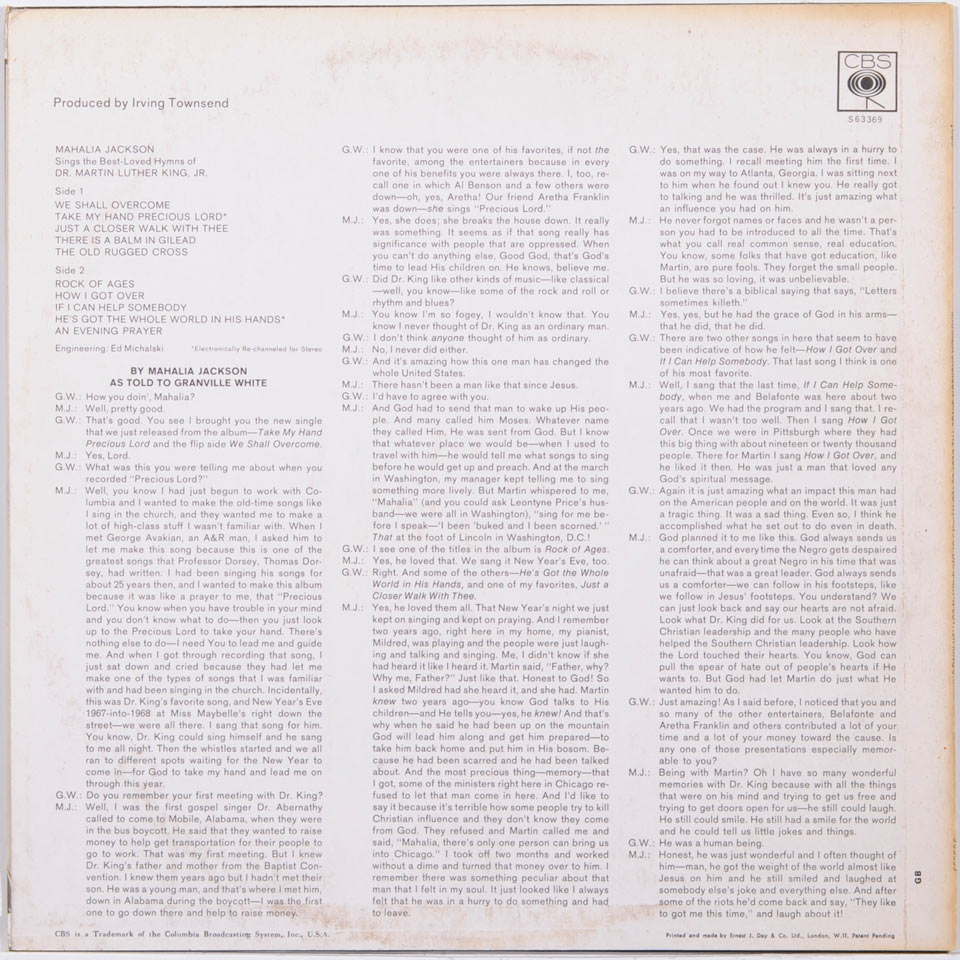 CBS
S 63369
Produced by Irving Townsend
MAHALIA JACKSON
Sings the Best-Loved Hymns of
DR. MARTIN LUTHER KING, JR.
Side 1
WE SHALL OVERCOME
TAKE MY HAND PRECIOUS LORD*
JUST A CLOSER WALK WITH THEE
THERE IS A BALM IN GILEAD
THE OLD RUGGED CROSS
Side 2
ROCK OF AGES
HOW I GOT OVER
IF I CAN HELP SOMEBODY
HE'S GOT THE WHOLE WORLD IN HIS HANDS*
AN EVENING PRAYER
Engineering: Ed Michalski *Electronically Re-channeled for Stereo
BY MAHALIA JACKSON
AS TOLD TO GRANVILLE WHITE
G.W.: How you doin', Mahalia?
M.J.: Well, pretty good.
G.W.: That's good. You see I brought you the new single
that we just released from the album—Take My Hand
Precious Lord and the flip side We Shall Overcome.
M.J.: Yes, Lord.
G.W.: What was this you were telling me about when you
recorded "Precious Lord?"
M.J.: Well, you know I had just begun to work with Co-
lumbia and I wanted to make the old-time songs like
I sing in the church, and they wanted me to make a
lot of high-class stuff I wasn't familiar with. When I
met George Avakian, an A&R man, I asked him to
let me make this song because this is one of the
greatest songs that Professor Dorsey, Thomas Dor-
sey, had written. I had been singing his songs for
about 25 years then, and I wanted to make this album
because it was like a prayer to me, that "Precious
Lord." You know when you have trouble in your mind
and you don't know what to do—then you just look
up to the Precious Lord to take your hand. There's
nothing else to do—I need You to lead me and guide
me. And when I got through recording that song, I
just sat down and cried because they had let me
make one of the types of songs that I was familiar
with and had been singing in the church. Incidentally,
this was Dr. King's favorite song, and New Year's Eve
1967-into-1968 at Miss Maybelle's right down the
street—we were all there. I sang that song for him.
You know, Dr. King could sing himself and he sang
to me all night. Then the whistles started and we all
ran to different spots waiting for the New Year to
come in—for God to take my hand and lead me on
through this year.
G.W.: Do you remember your first meeting with Dr. King?
M.J.: Well, I was the first gospel singer Dr. Abernathy
called to come to Mobile, Alabama, when they were
in the bus boycott. He said that they wanted to raise
money to help get transportation for their people to
go to work. That was my first meeting. But I knew
Dr. King's father and mother from the Baptist Con-
vention. I knew them years ago but I hadn't met their
son. He was a young man, and that's where I met him,
down in Alabama during the boycott—I was the first
one to go down there and help to raise money.
G.W.: I know that you were one of his favorites, if not the
favorite, among the entertainers because in every
one of his benefits you were always there. I, too, re-
call one in which Al Benson and a few others were
down—oh, yes, Aretha! Our friend Aretha Franklin
was down—she sings "Precious Lord."
M.J.: Yes, she does; she breaks the house down. It really
was something. It seems as if that song really has
significance with people that are oppressed. When
you can't do anything else, Good God, that's God's
time to lead His children on. He knows, believe me.
G.W.: Did Dr. King like other kinds of music—like classical
—well, you know—like some of the rock and roll or
rhythm and blues?
M.J.: You know I'm so fogey, I wouldn't know that. You
know I never thought of Dr. King as an ordinary man.
G.W.: I don't think anyone thought of him as ordinary.
M.J.: No, I never did either.
G.W.: And it's amazing how this one man has changed the
whole United States.
M.J.: There hasn't been a man like that since Jesus.
G.W.: I'd have to agree with you.
M.J.: And God had to send that man to wake up His peo-
ple. And many called him Moses. Whatever name
they called Him, He was sent from God. But I know
that whatever place we would be—when I used to
travel with him—he would tell me what songs to sing
before he would get up and preach. And at the march
in Washington, my manager kept telling me to sing
something more lively. But Martin whispered to me,
"Mahalia" (and you could ask Leontyne Price's hus-
band—we were all in Washington), "sing for me be-
fore I speak—'I been 'buked and I been scorned.' "
That at the foot of Lincoln in Washington, D.C.!
G.W.: I see one of the titles in the album is Rock of Ages.
M.J.: Yes, he loved that. We sang it New Year's Eve, too.
G.W.: Right. And some of the others—He's Got the Whole
World in His Hands, and one of my favorites, Just a
Closer Walk With Thee.
M.J.: Yes, he loved them all. That New Year's night we just
kept on singing and kept on praying. And I remember
two years ago, right here in my home, my pianist,
Mildred, was playing and the people were just laugh-
ing and talking and singing. Me, I didn't know if she
had heard it like I heard it. Martin said, "Father, why?
Why me, Father?" Just like that. Honest to God! So
I asked Mildred had she heard it, and she had. Martin
knew two years ago—you know God talks to His
children—and He tells you—yes, he knew! And that's
why when he said he had been up on the mountain
God will lead him along and get him prepared—to
take him back home and put him in His bosom. Be-
cause he had been scarred and he had been talked
about. And the most precious thing—memory—that
I got, some of the ministers right here in Chicago re-
fused to let that man come in here. And I'd like to
say it because it's terrible how some people try to kill
Christian influence and they don't know they come
from God. They refused and Martin called me and
said, "Mahalia, there's only one person can bring us
into Chicago." I took off two months and worked
without a dime and turned that money over to him. I
remember there was something peculiar about that
man that I felt in my soul. It just looked like I always
felt that he was in a hurry to do something and had
to leave.
G.W.: Yes, that was the case. He was always in a hurry to
do something. I recall meeting him the first time. I
was on my way to Atlanta, Georgia. I was sitting next
to him when he found out I knew you. He really got
to talking and he was thrilled. It's just amazing what
an influence you had on him.
M.J.: He never forgot names or faces and he wasn't a per-
son you had to be introduced to all the time. That's
what you call real common sense, real education.
You know, some folks that have got education, like
Martin, are pure fools. They forget the small people.
But he was so loving, it was unbelievable.
G.W.: I believe there's a biblical saying that says, "Letters
sometimes killeth."
M.J.: Yes, yes, but he had the grace of God in his arms—
that he did, that he did.
G.W.: There are two other songs in here that seem to have
been indicative of how he felt—How I Got Over and
If I Can Help Somebody. That last song I think is one
of his most favorite.
M.J.: Well, I sang that the last time, If I Can Help Some-
body, when me and Belafonte was here about two
years ago. We had the program and I sang that. I re-
call that I wasn't too well. Then I sang How I Got
Over. Once we were in Pittsburgh where they had
this big thing with about nineteen or twenty thousand
people. There for Martin I sang How I Got Over, and
he liked it then. He was just a man that loved any
God's spiritual message.
G.W.: Again it is just amazing what an impact this man had
on the American people and on the world. It was just
a tragic thing. It was a sad thing. Even so, I think he
accomplished what he set out to do even in death.
M.J.: God planned it to me like this. God always sends us
a comforter, and every time the Negro gets despaired
he can think about a great Negro in his time that was
unafraid—that was a great leader. God always sends
us a comforter—we can follow in his footsteps, like
we follow in Jesus' footsteps. You understand? We
can just look back and say our hearts are not afraid.
Look what Dr. King did for us. Look at the Southern
Christian leadership and the many people who have
helped the Southern Christian leadership. Look how
the Lord touched their hearts. You know, God can
pull the spear of hate out of people's hearts if He
wants to. But God had let Martin do just what He
wanted him to do.
G.W.: Just amazing! As I said before, I noticed that you and
so many of the other entertainers, Belafonte and
Aretha Franklin and others contributed a lot of your
time and a lot of your money toward the cause. Is
any one of those presentations especially memor-
able to you?
M.J.: Being with Martin? Oh I have so many wonderful
memories with Dr. King because with all the things
that were on his mind and trying to get us free and
trying to get doors open for us—he still could laugh.
He still could smile. He still had a smile for the world
and he could tell us little jokes and things.
G.W.: He was a human being.
M.J.: Honest, he was just wonderful and I often thought of
him—man, he got the weight of the world almost like
Jesus on him and he still smiled and laughed at
somebody else's joke and everything else. And after
some of the riots he'd come back and say, "They like
to got me this time," and laugh about it!
GB
CBS is a Trademark of the Columbia Broadcasting System, Inc., U.S.A.
Printed and made by Ernest J. Day & Co. Ltd., London, W.11. Patent Pending